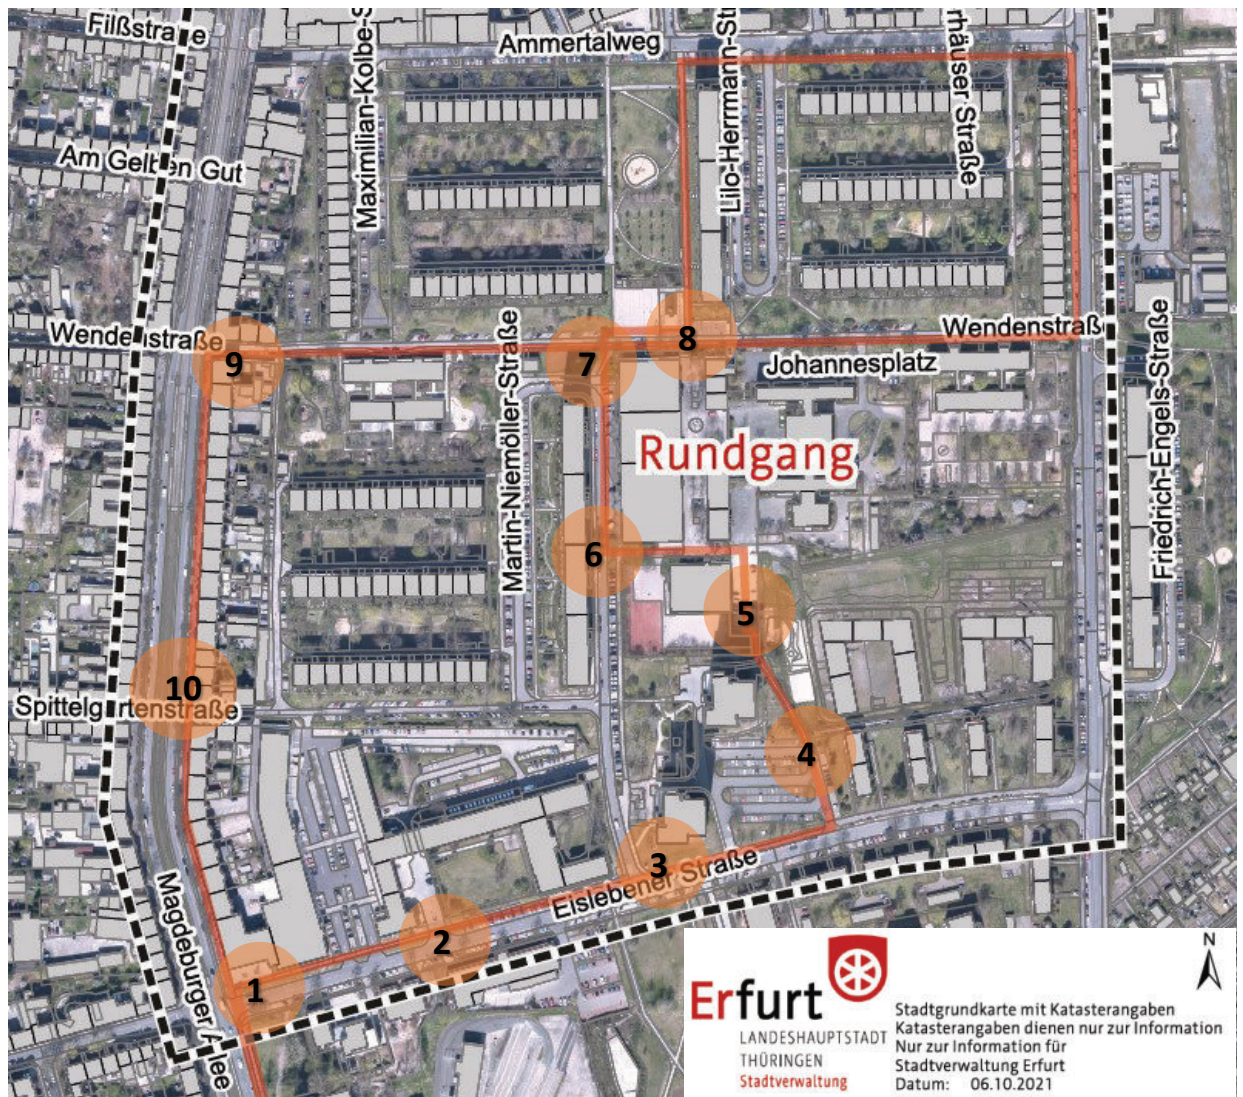 Filßstraße
Ammertalweg
Maximilian-Kolbe-S
Lilo-Herrmann-St
rhäuser Straße
Am Gelben Gut
Wendenstraße
Wendenstraß
Johannesplatz
Martin-Niemöller-Straße
Friedrich-Engels-Straße
Rundgang
9
7
8
6
5
10
Spittelgartenstraße
4
3
Eislebener Straße
2
1
Magdeburger Allee
N
Erfurt
LANDESHAUPTSTADT
THÜRINGEN
Stadtverwaltung
Stadtgrundkarte mit Katasterangaben
Katasterangaben dienen nur zur Information
Nur zur Information für
Stadtverwaltung Erfurt
Datum: 06.10.2021